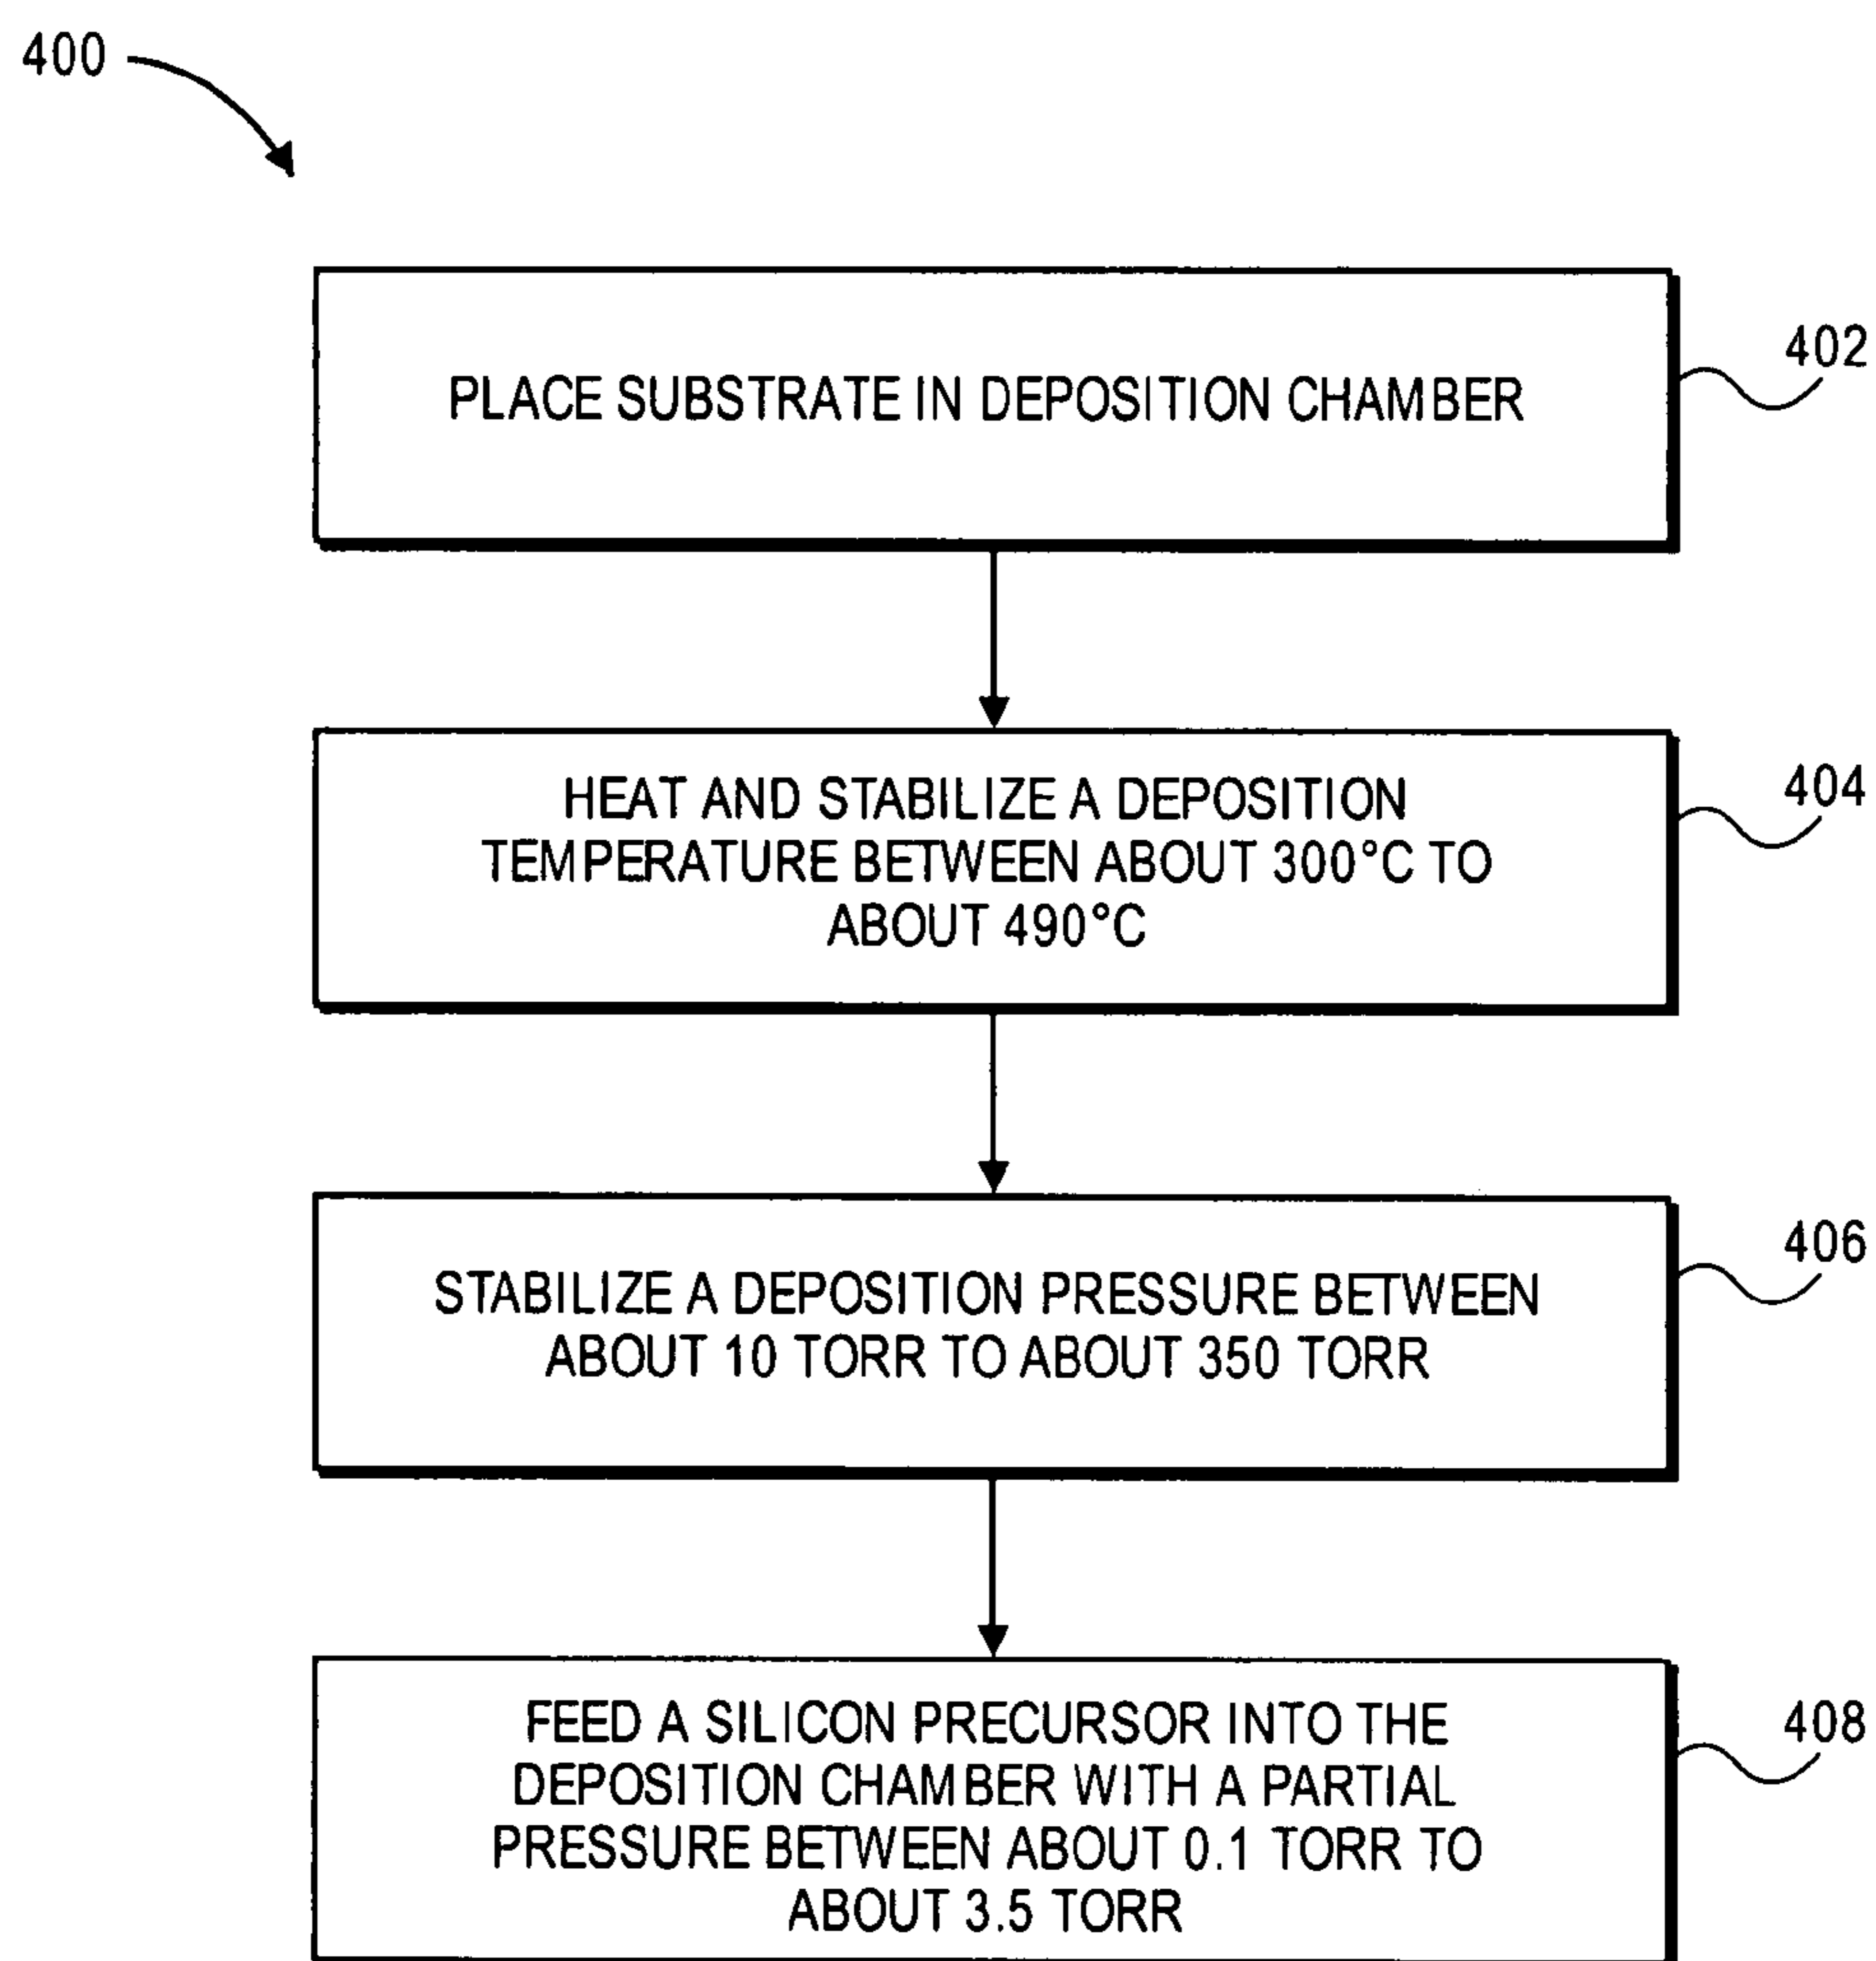 400
PLACE SUBSTRATE IN DEPOSITION CHAMBER
402
HEAT AND STABILIZE A DEPOSITION
TEMPERATURE BETWEEN ABOUT 300°C TO
ABOUT 490°C
404
STABILIZE A DEPOSITION PRESSURE BETWEEN
ABOUT 10 TORR TO ABOUT 350 TORR
406
FEED A SILICON PRECURSOR INTO THE
DEPOSITION CHAMBER WITH A PARTIAL
PRESSURE BETWEEN ABOUT 0.1 TORR TO
ABOUT 3.5 TORR
408